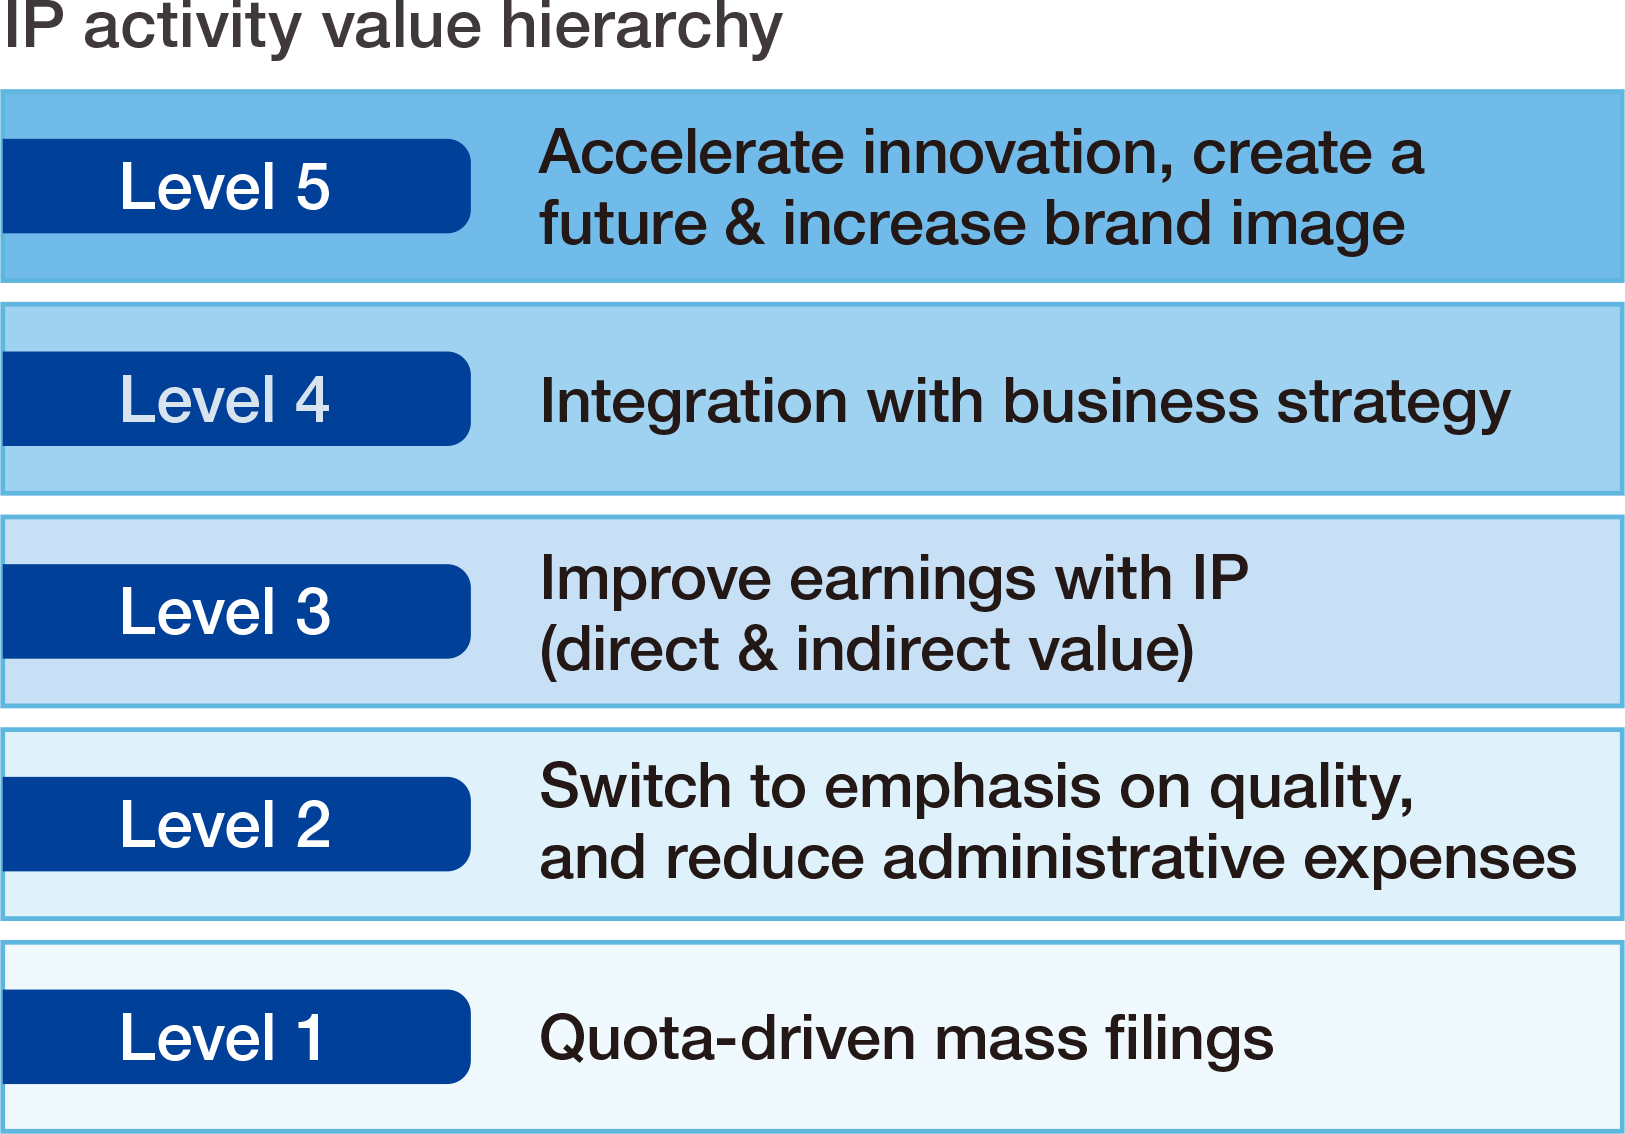 IP activity value hierarchy
Level 5
Accelerate innovation, create a
future & increase brand image
Level 4
Integration with business strategy
Level 3
Improve earnings with IP
(direct & indirect value)
Level 2
Switch to emphasis on quality,
and reduce administrative expenses
Level 1
Quota-driven mass filings